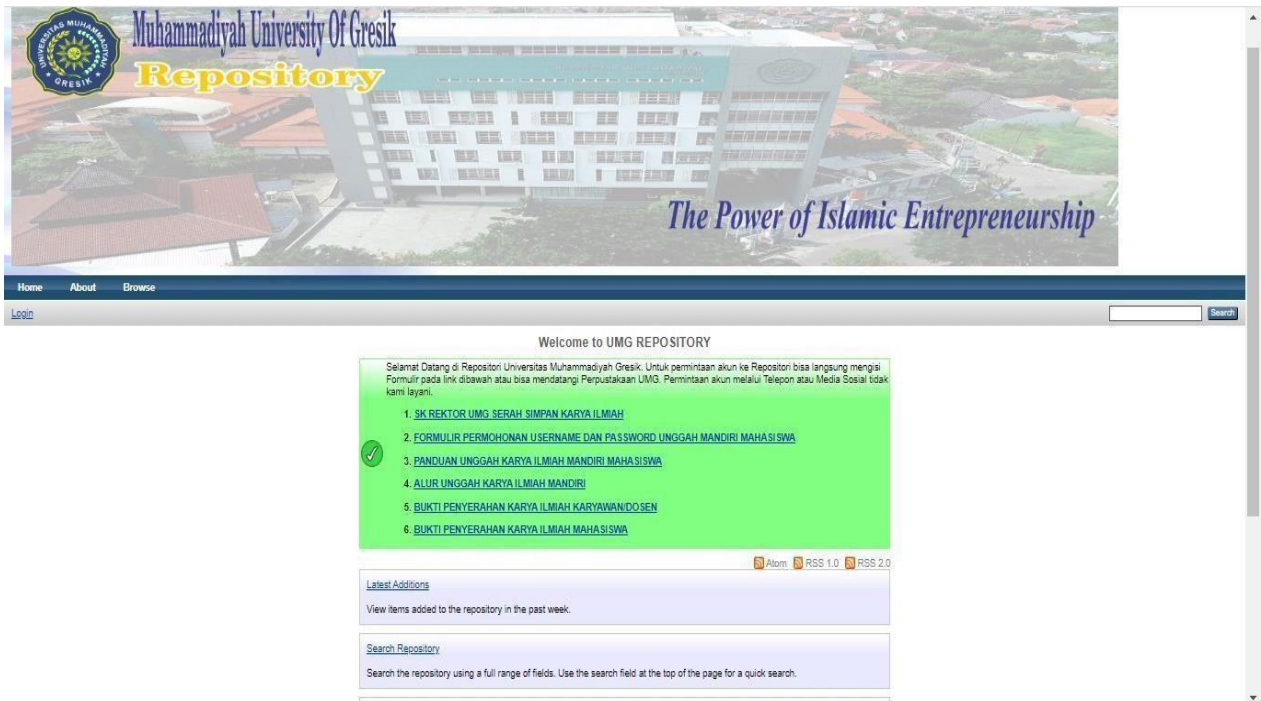 UNIVERSITAS MUHAMMADIYAH
GRESIK
Muhammadiyah University Of Gresik
Repository
The Power of Islamic Entrepreneurship
Home About Browse
Login Search
Welcome to UMG REPOSITORY
Selamat Datang di Repositori Universitas Muhammadiyah Gresik. Untuk permintaan akun ke Repositori bisa langsung mengisi
Formulir pada link dibawah atau bisa mendatangi Perpustakaan UMG. Permintaan akun melalui Telepon atau Media Sosial tidak
kami layani.
1. SK REKTOR UMG SERAH SIMPAN KARYA ILMIAH
2. FORMULIR PERMOHONAN USERNAME DAN PASSWORD UNGGAH MANDIRI MAHASISWA
3. PANDUAN UNGGAH KARYA ILMIAH MANDIRI MAHASISWA
4. ALUR UNGGAH KARYA ILMIAH MANDIRI
5. BUKTI PENYERAHAN KARYA ILMIAH KARYAWAN/DOSEN
6. BUKTI PENYERAHAN KARYA ILMIAH MAHASISWA
Atom RSS 1.0 RSS 2.0
Latest Additions
View items added to the repository in the past week.
Search Repository
Search the repository using a full range of fields. Use the search field at the top of the page for a quick search.